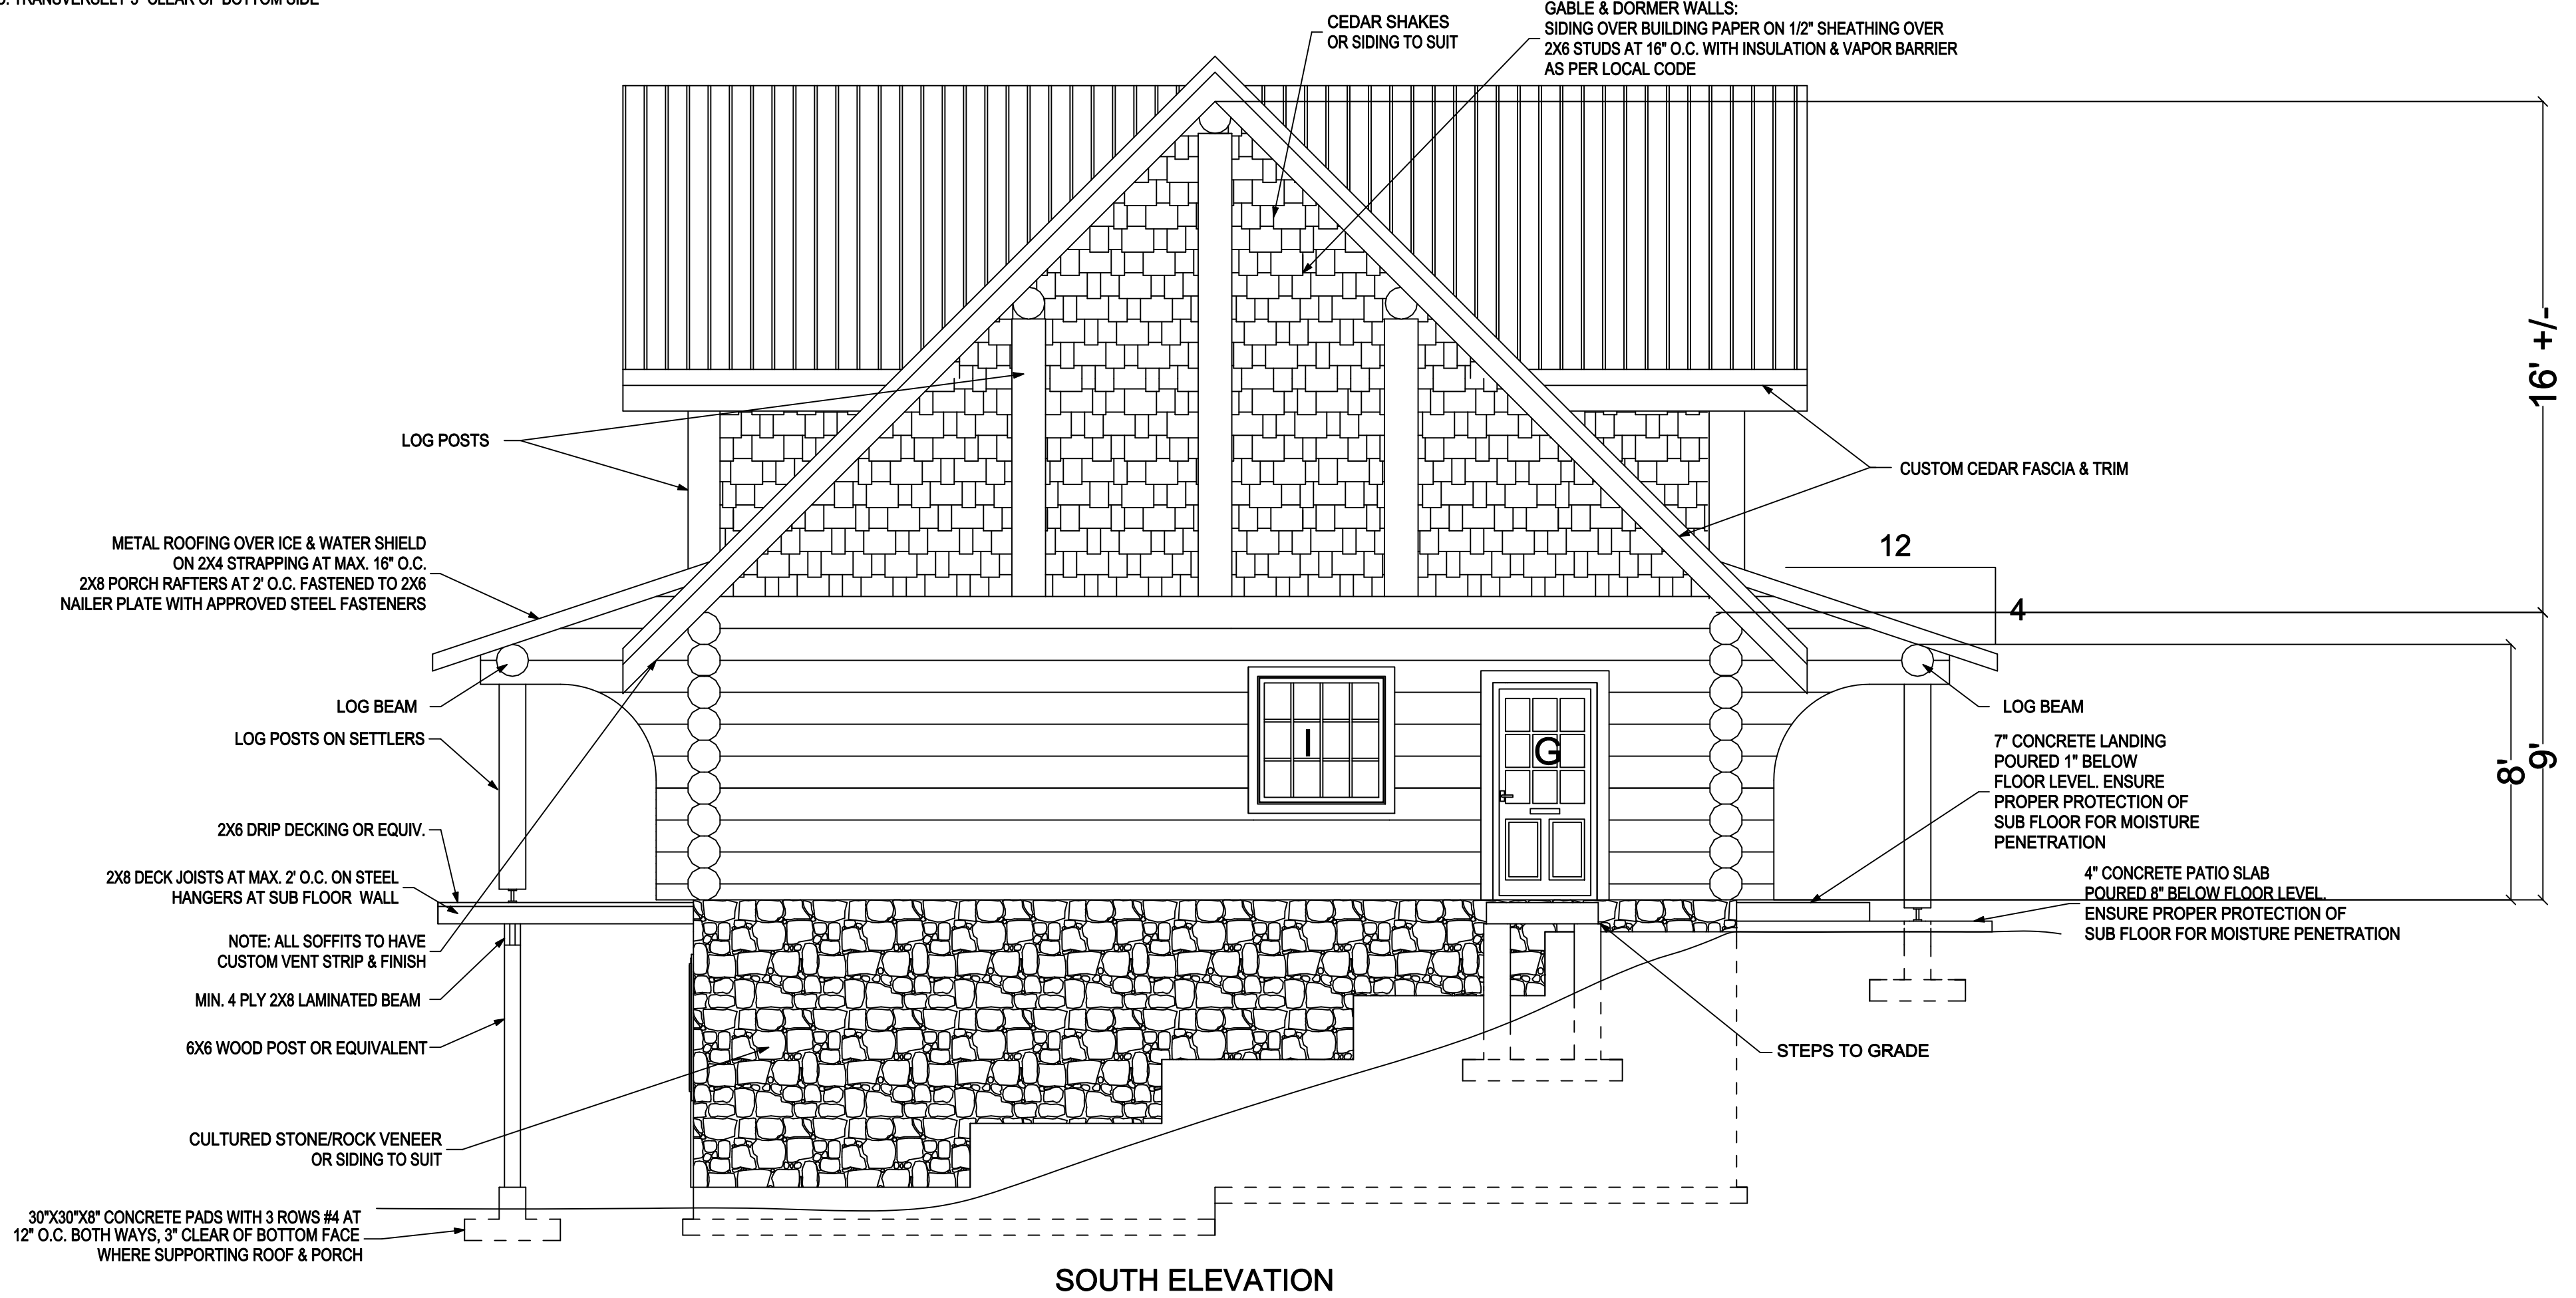 CEDAR SHAKES
OR SIDING TO SUIT
GABLE & DORMER WALLS:
SIDING OVER BUILDING PAPER ON 1/2" SHEATHING OVER
2X6 STUDS AT 16" O.C. WITH INSULATION & VAPOR BARRIER
AS PER LOCAL CODE
16' +/-
LOG POSTS
CUSTOM CEDAR FASCIA & TRIM
METAL ROOFING OVER ICE & WATER SHIELD
ON 2X4 STRAPPING AT MAX. 16" O.C.
2X8 PORCH RAFTERS AT 2' O.C. FASTENED TO 2X6
NAILER PLATE WITH APPROVED STEEL FASTENERS
12
4
LOG BEAM
LOG BEAM
LOG POSTS ON SETTLERS
I
G
7" CONCRETE LANDING
POURED 1" BELOW
FLOOR LEVEL. ENSURE
PROPER PROTECTION OF
SUB FLOOR FOR MOISTURE
PENETRATION
8'
9'
2X6 DRIP DECKING OR EQUIV.
2X8 DECK JOISTS AT MAX. 2' O.C. ON STEEL
HANGERS AT SUB FLOOR WALL
4" CONCRETE PATIO SLAB
POURED 8" BELOW FLOOR LEVEL.
ENSURE PROPER PROTECTION OF
SUB FLOOR FOR MOISTURE PENETRATION
NOTE: ALL SOFFITS TO HAVE
CUSTOM VENT STRIP & FINISH
MIN. 4 PLY 2X8 LAMINATED BEAM
6X6 WOOD POST OR EQUIVALENT
STEPS TO GRADE
CULTURED STONE/ROCK VENEER
OR SIDING TO SUIT
30"X30"X8" CONCRETE PADS WITH 3 ROWS #4 AT
12" O.C. BOTH WAYS, 3" CLEAR OF BOTTOM FACE
WHERE SUPPORTING ROOF & PORCH
SOUTH ELEVATION